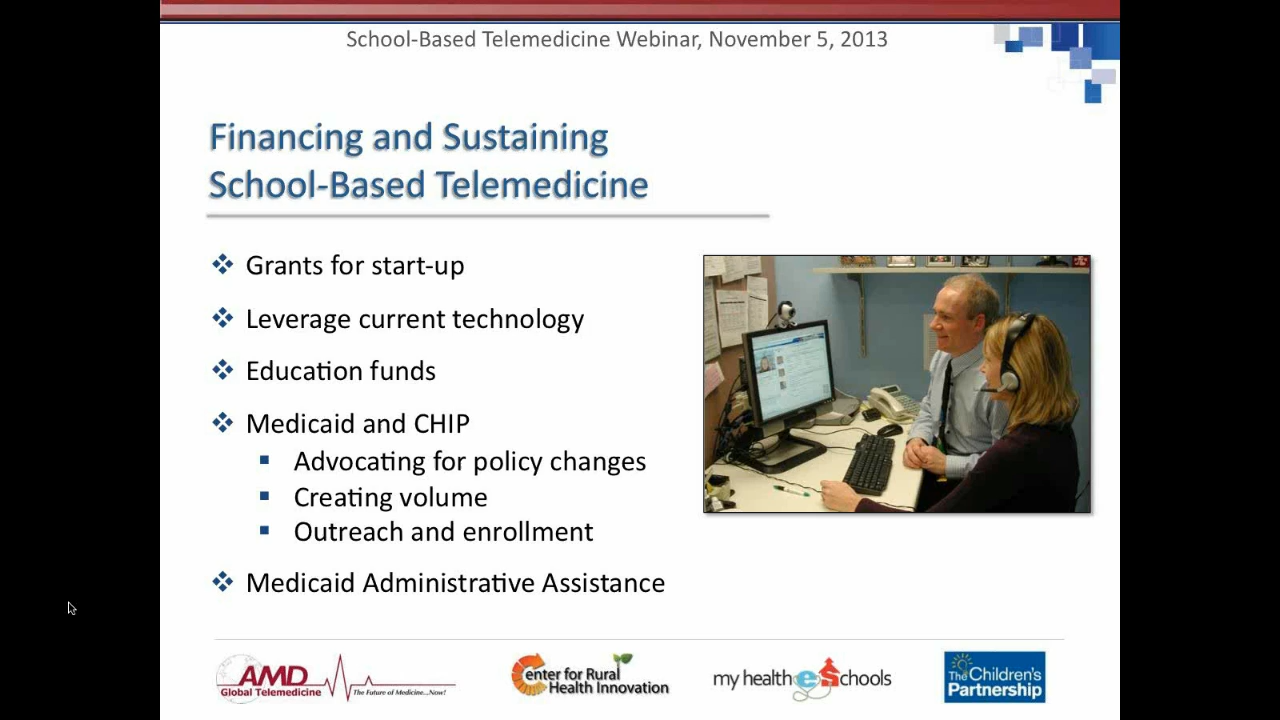 School-Based Telemedicine Webinar, November 5, 2013
Financing and Sustaining
School-Based Telemedicine
Grants for start-up
Leverage current technology
Education funds
Medicaid and CHIP
Advocating for policy changes
Creating volume
Outreach and enrollment
Medicaid Administrative Assistance
AMD
Global Telemedicine
The Future of Medicine...Now!
Center for Rural
Health Innovation
my health e Schools
The Children's
Partnership